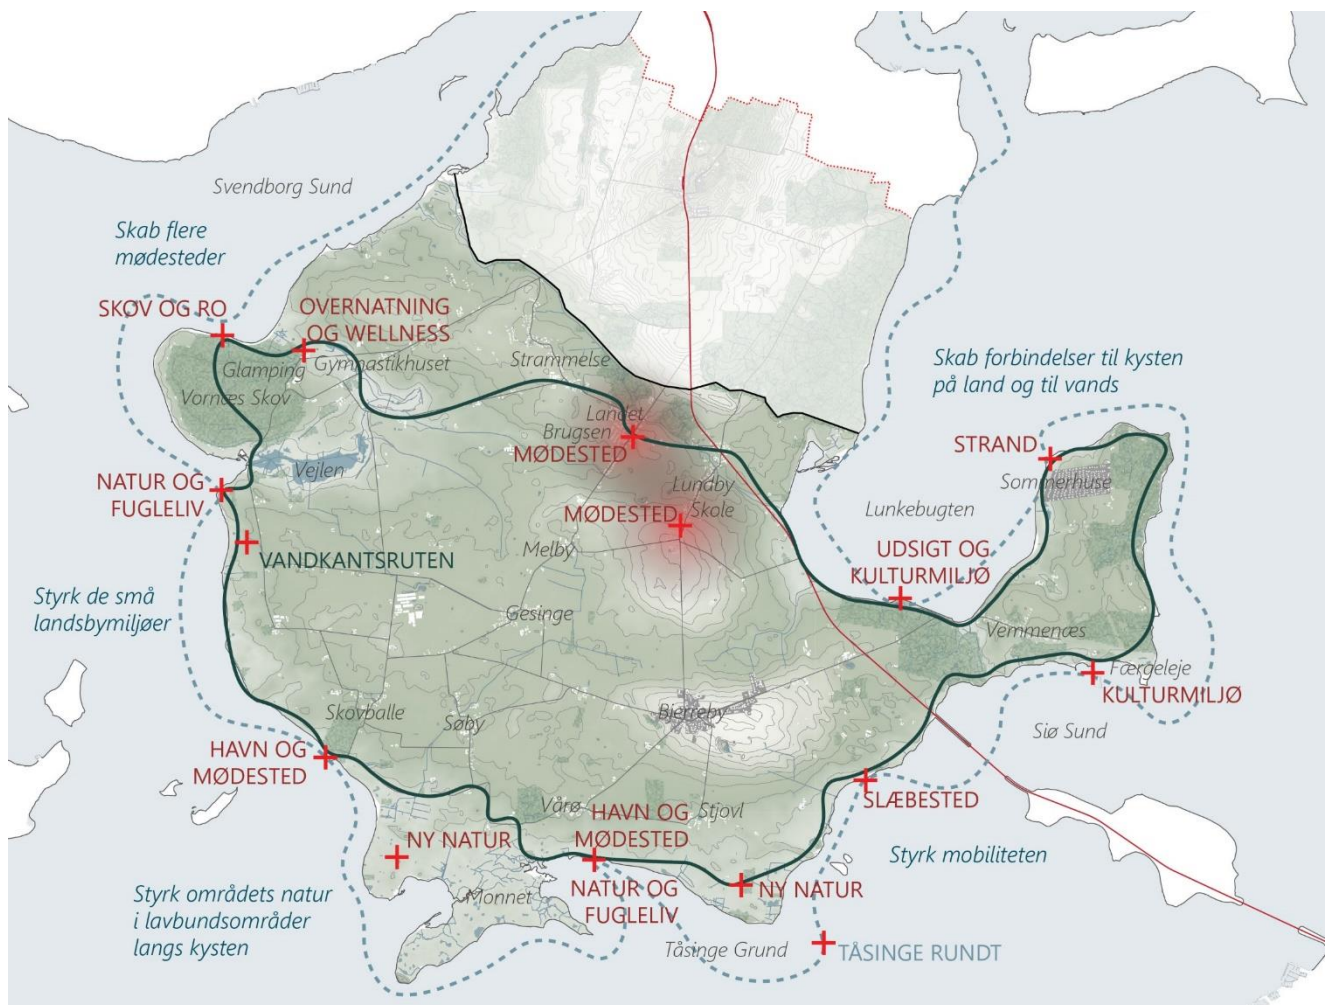 Svendborg Sund
Skab flere
mødesteder
SKOV OG RO
OVERNATNING
OG WELLNESS
Glamping
Gymnastikhuset
Strammelse
Vornæs Skov
Skab forbindelser til kysten
på land og til vands
Landet
Brugsen
MØDESTED
STRAND
Vejlen
Lundby
Sommerhuse
NATUR OG
FUGLELIV
MØDESTED
Skole
Lunkebugten
VANDKANTSRUTEN
Melby
UDSIGT OG
KULTURMILJØ
Styrk de små
landsbymiljøer
Gesinge
Vemmenæs
Færgeleje
KULTURMILJØ
Skovballe
Søby
Bjerreby
Siø Sund
HAVN OG
MØDESTED
SLÆBESTED
Vårø
HAVN OG
MØDESTED
Stjovl
NY NATUR
Styrk mobiliteten
Styrk områdets natur
i lavbundsområder
langs kysten
Monnet
NATUR OG
FUGLELIV
NY NATUR
Tåsinge Grund
TÅSINGE RUNDT